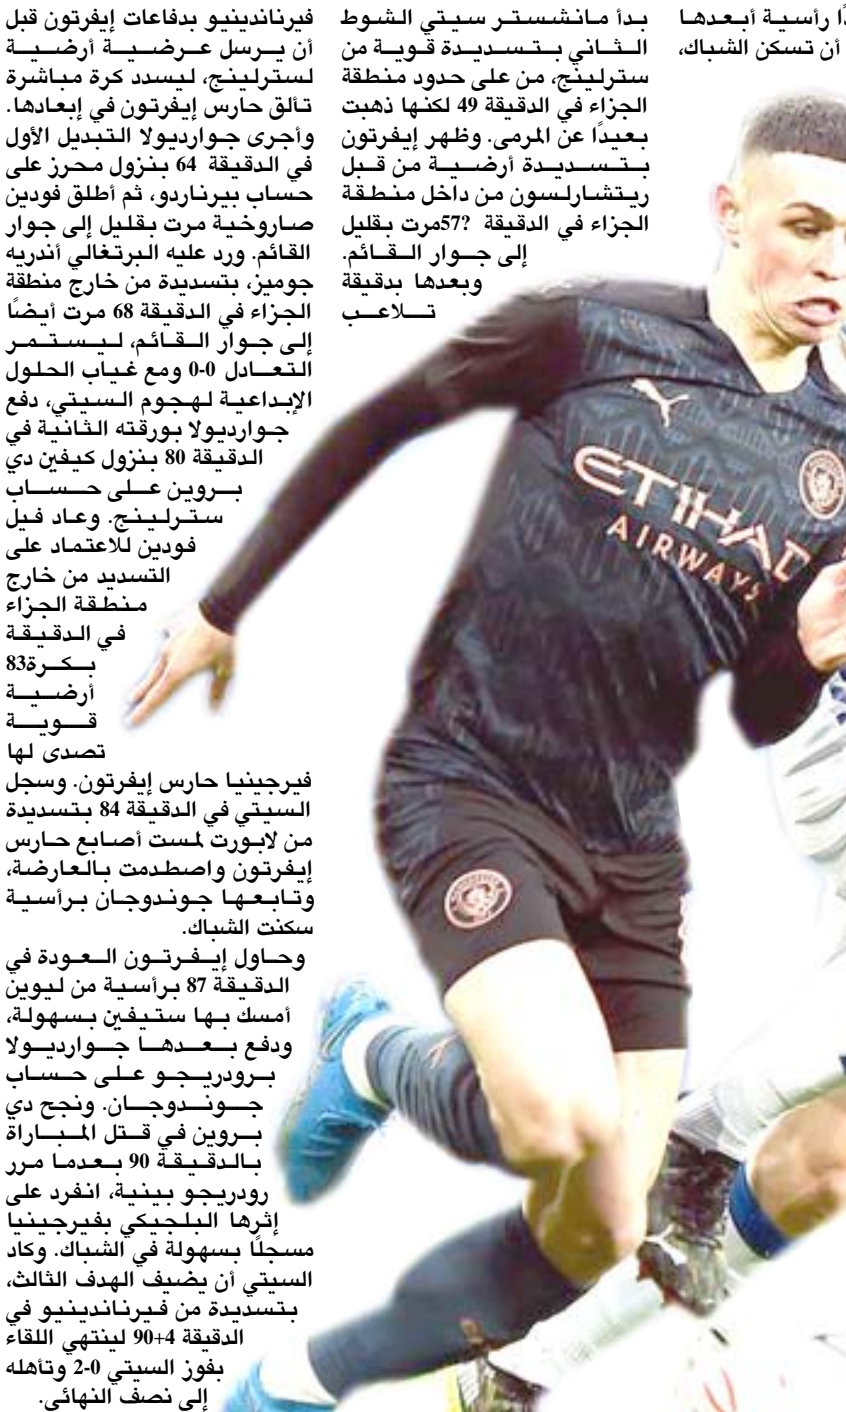 ًا رأسية أبعدها
أن تسكن الشباك،
بدأ مانشستر سيتي الشوط
الثاني بتسديدة قوية من
سترلينج، من على حدود منطقة
الجزاء في الدقيقة 49 لكنها ذهبت
بعيدًا عن المرمى. وظهر إيفرتون
بتسديدة أرضية من قبل
ريتشارلسون من داخل منطقة
الجزاء في الدقيقة ?57مرت بقليل
إلى جوار القائم.
وبعدها بدقيقة
تلاعب
فيرناندينيو بدفاعات إيفرتون قبل
أن يرسل عرضية أرضية
لسترلينج، ليسدد كرة مباشرة
تألق حارس إيفرتون في إبعادها.
وأجرى جوارديولا التبديل الأول
في الدقيقة 64 بنزول محرز على
حساب بيرناردو، ثم أطلق فودين
صاروخية مرت بقليل إلى جوار
القائم. ورد عليه البرتغالي أندريه
جوميز، بتسديدة من خارج منطقة
الجزاء في الدقيقة 68 مرت أيضًا
إلى جوار القائم، ليستمر
التعادل 0-0 ومع غياب الحلول
الإبداعية لهجوم السيتي، دفع
جوارديولا بورقته الثانية في
الدقيقة 80 بنزول كيفين دي
بروين على حساب
سترلينج. وعاد فيل
فودين للاعتماد على
التسديد من خارج
منطقة الجزاء
في الدقيقة
83بكرة
أرضية
قوية
تصدى لها
فيرجينيا حارس إيفرتون. وسجل
السيتي في الدقيقة 84 بتسديدة
من لابورت لمست أصابع حارس
إيفرتون واصطدمت بالعارضة،
وتابعها جوندوجان برأسية
سكنت الشباك.
وحاول إيفرتون العودة في
الدقيقة 87 برأسية من ليوين
أمسك بها ستيفين بسهولة،
ودفع بعدها جوارديولا
برودريجو على حساب
جوندوجان. ونجح دي
بروين في قتل المباراة
بالدقيقة 90 بعدما مرر
رودريجو بينية، انفرد على
إثرها البلجيكي بفيرجينيا
مسجلًا بسهولة في الشباك. وكاد
السيتي أن يضيف الهدف الثالث،
بتسديدة من فيرناندينيو في
الدقيقة 4+90 لينتهي اللقاء
بفوز السيتي 0-2 وتأهله
إلى نصف النهائي.
ETIHAD
AIRWAYS